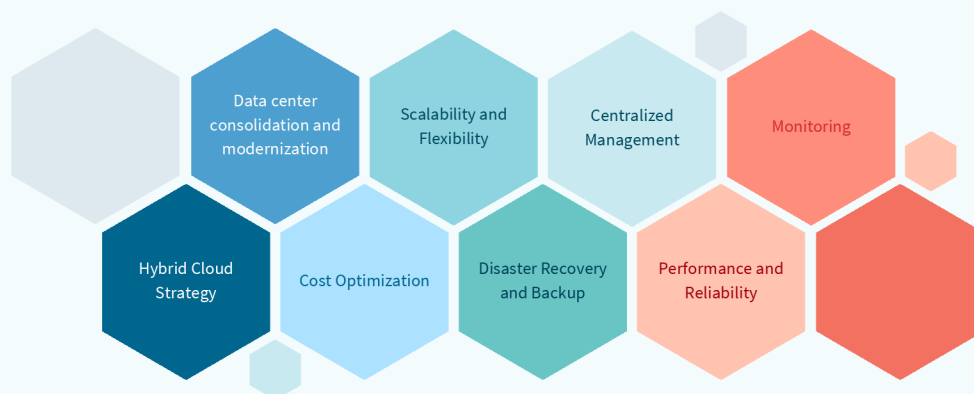 Data center
consolidation and
modernization
Scalability and
Flexibility
Centralized
Management
Monitoring
Hybrid Cloud
Strategy
Cost Optimization
Disaster Recovery
and Backup
Performance and
Reliability